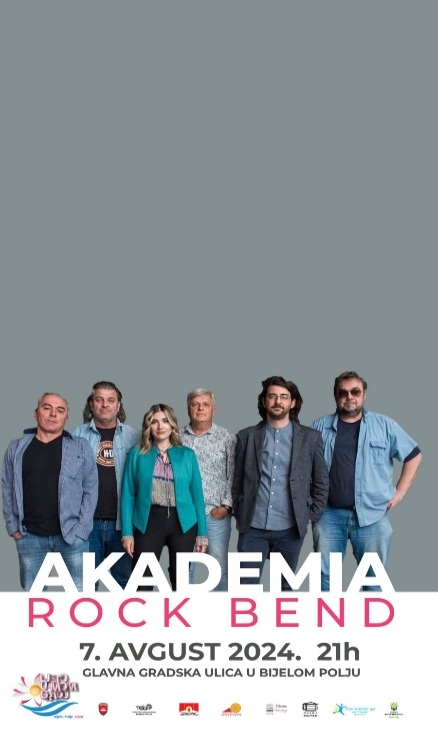 AKADEMIA
ROCK BEND
7. AVGUST 2024. 21h
GLAVNA GRADSKA ULICA U BIJELOM POLJU